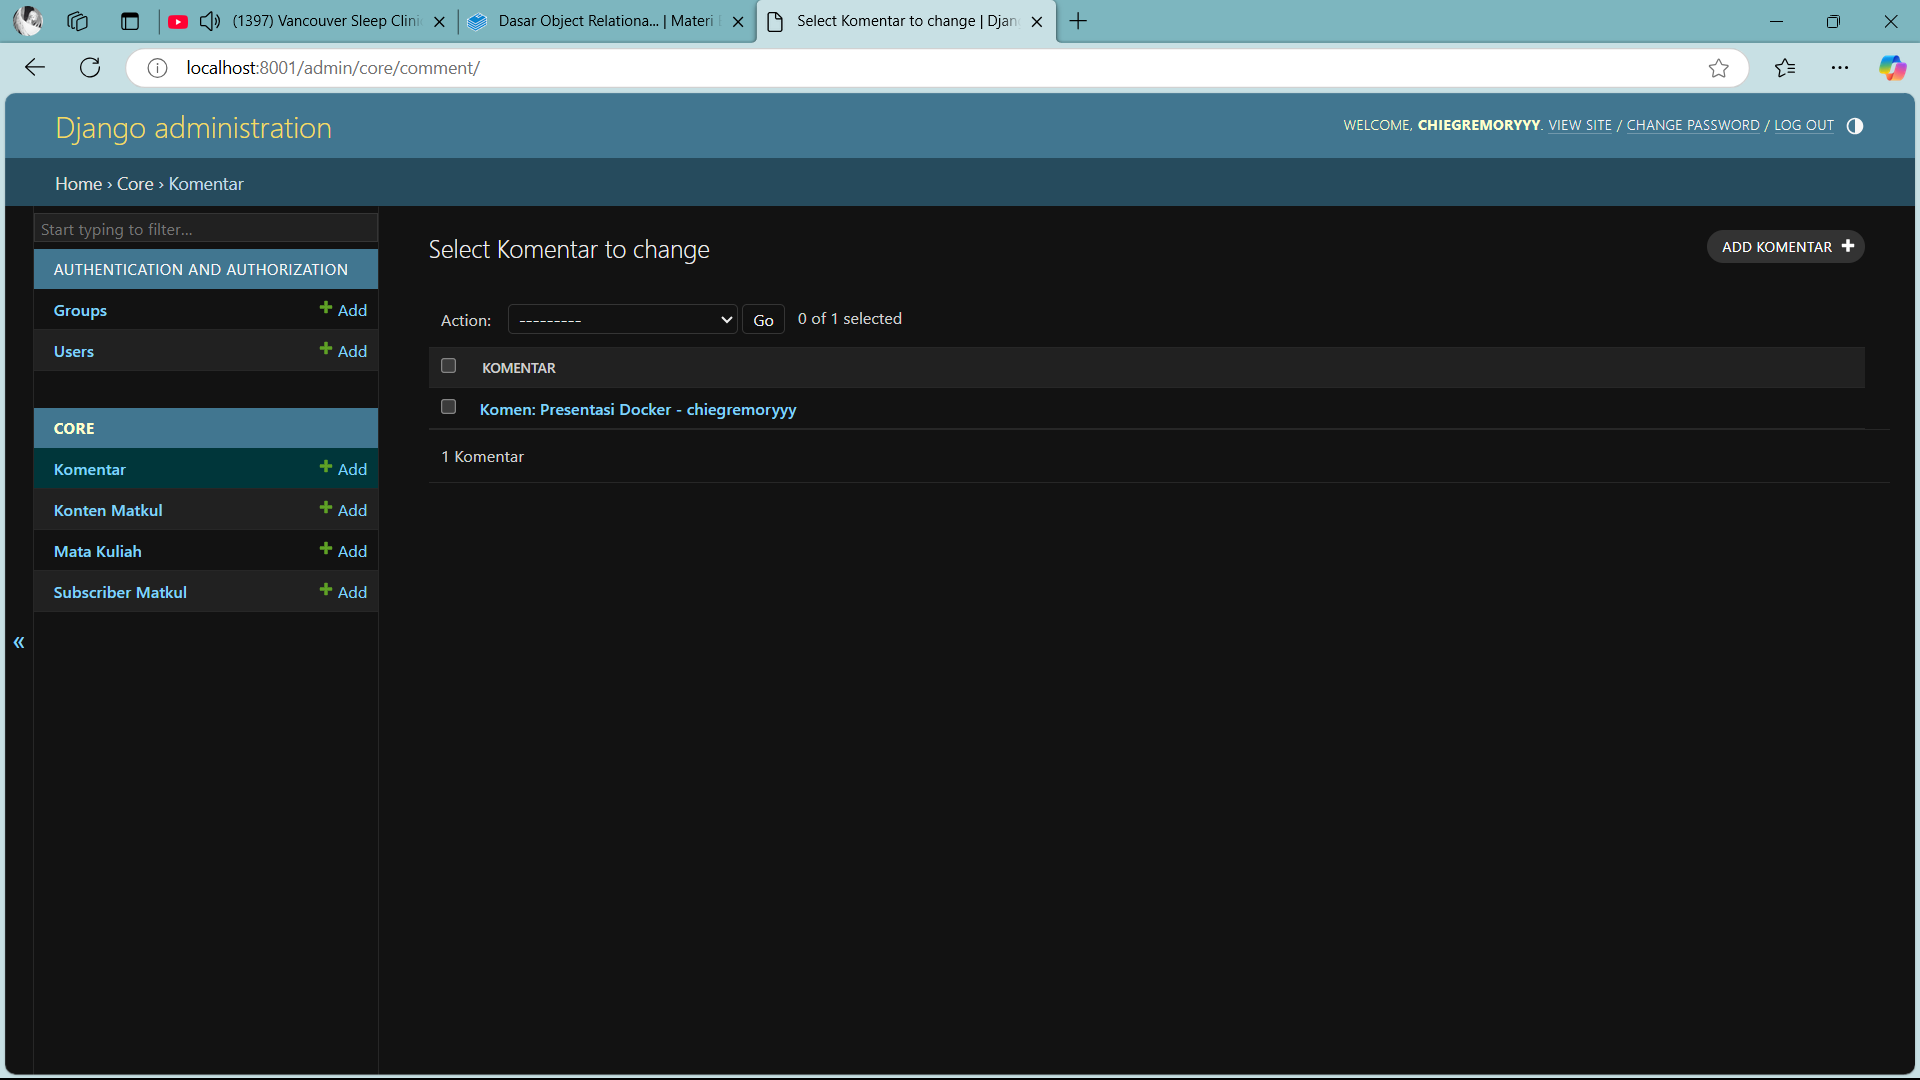 (1397) Vancouver Sleep Clini
Dasar Object Relationa... | Materi
Select Komentar to change | Djan
localhost:8001/admin/core/comment/
Django administration
WELCOME, CHIEGREMORYYY. VIEW SITE / CHANGE PASSWORD / LOG OUT
Home › Core › Komentar
Start typing to filter...
AUTHENTICATION AND AUTHORIZATION
Groups + Add
Users + Add
CORE
Komentar + Add
Konten Matkul + Add
Mata Kuliah + Add
Subscriber Matkul + Add
«
Select Komentar to change
ADD KOMENTAR +
Action: --------- Go 0 of 1 selected
KOMENTAR
Komen: Presentasi Docker - chiegremoryyy
1 Komentar